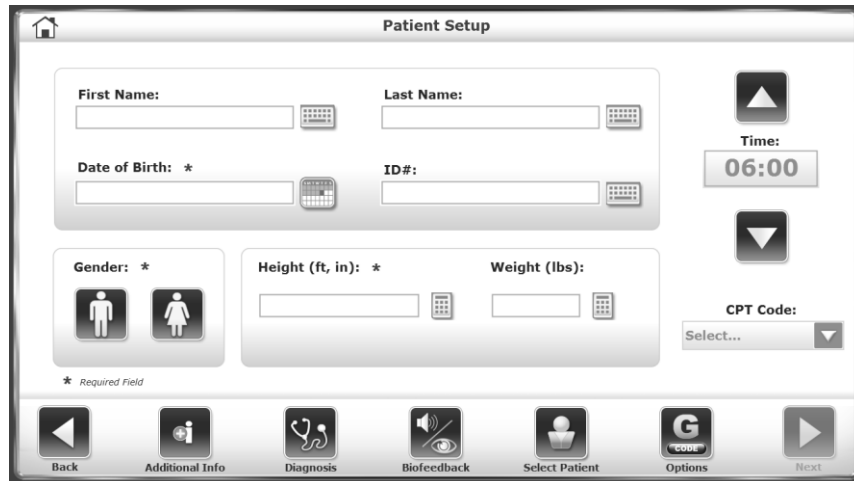 Patient Setup
First Name:
Last Name:
Time:
06:00
Date of Birth: *
ID#:
Gender: *
Height (ft, in): *
Weight (lbs):
CPT Code:
Select...
* Required Field
G
CODE
Back
Additional Info
Diagnosis
Biofeedback
Select Patient
Options
Next